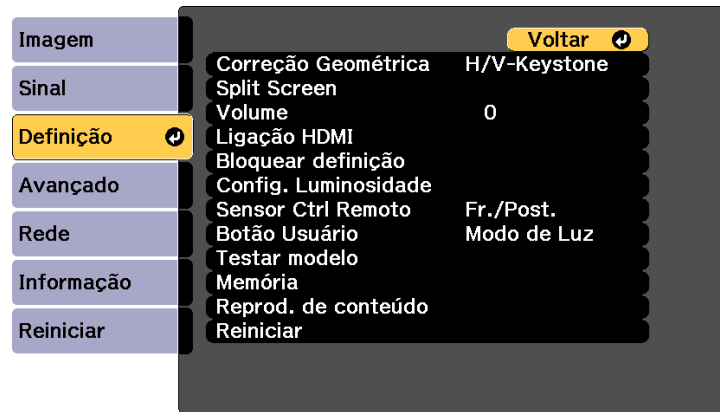 Imagem
Sinal
Definição
Avançado
Rede
Informação
Reiniciar
Voltar
Correção Geométrica H/V-Keystone
Split Screen
Volume 0
Ligação HDMI
Bloquear definição
Config. Luminosidade
Sensor Ctrl Remoto Fr./Post.
Botão Usuário Modo de Luz
Testar modelo
Memória
Reprod. de conteúdo
Reiniciar